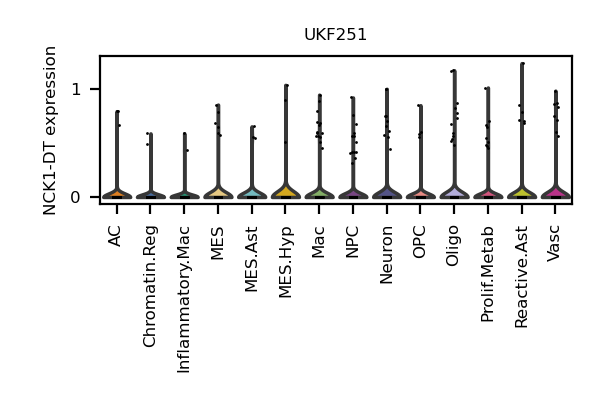 UKF251
NCK1-DT expression
1
0
AC
Chromatin.Reg
Inflammatory.Mac
MES
MES.Ast
MES.Hyp
Mac
NPC
Neuron
OPC
Oligo
Prolif.Metab
Reactive.Ast
Vasc